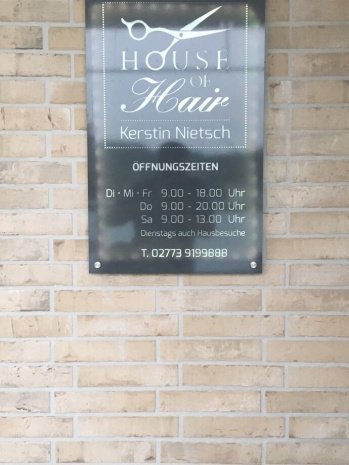 HOUSE
OF
Hair
Kerstin Nietsch
ÖFFNUNGSZEITEN
Di • Mi • Fr 9.00 - 18.00 Uhr
Do 9.00 - 20.00 Uhr
Sa 9.00 - 13.00 Uhr
Dienstags auch Hausbesuche
T. 02773 9199888